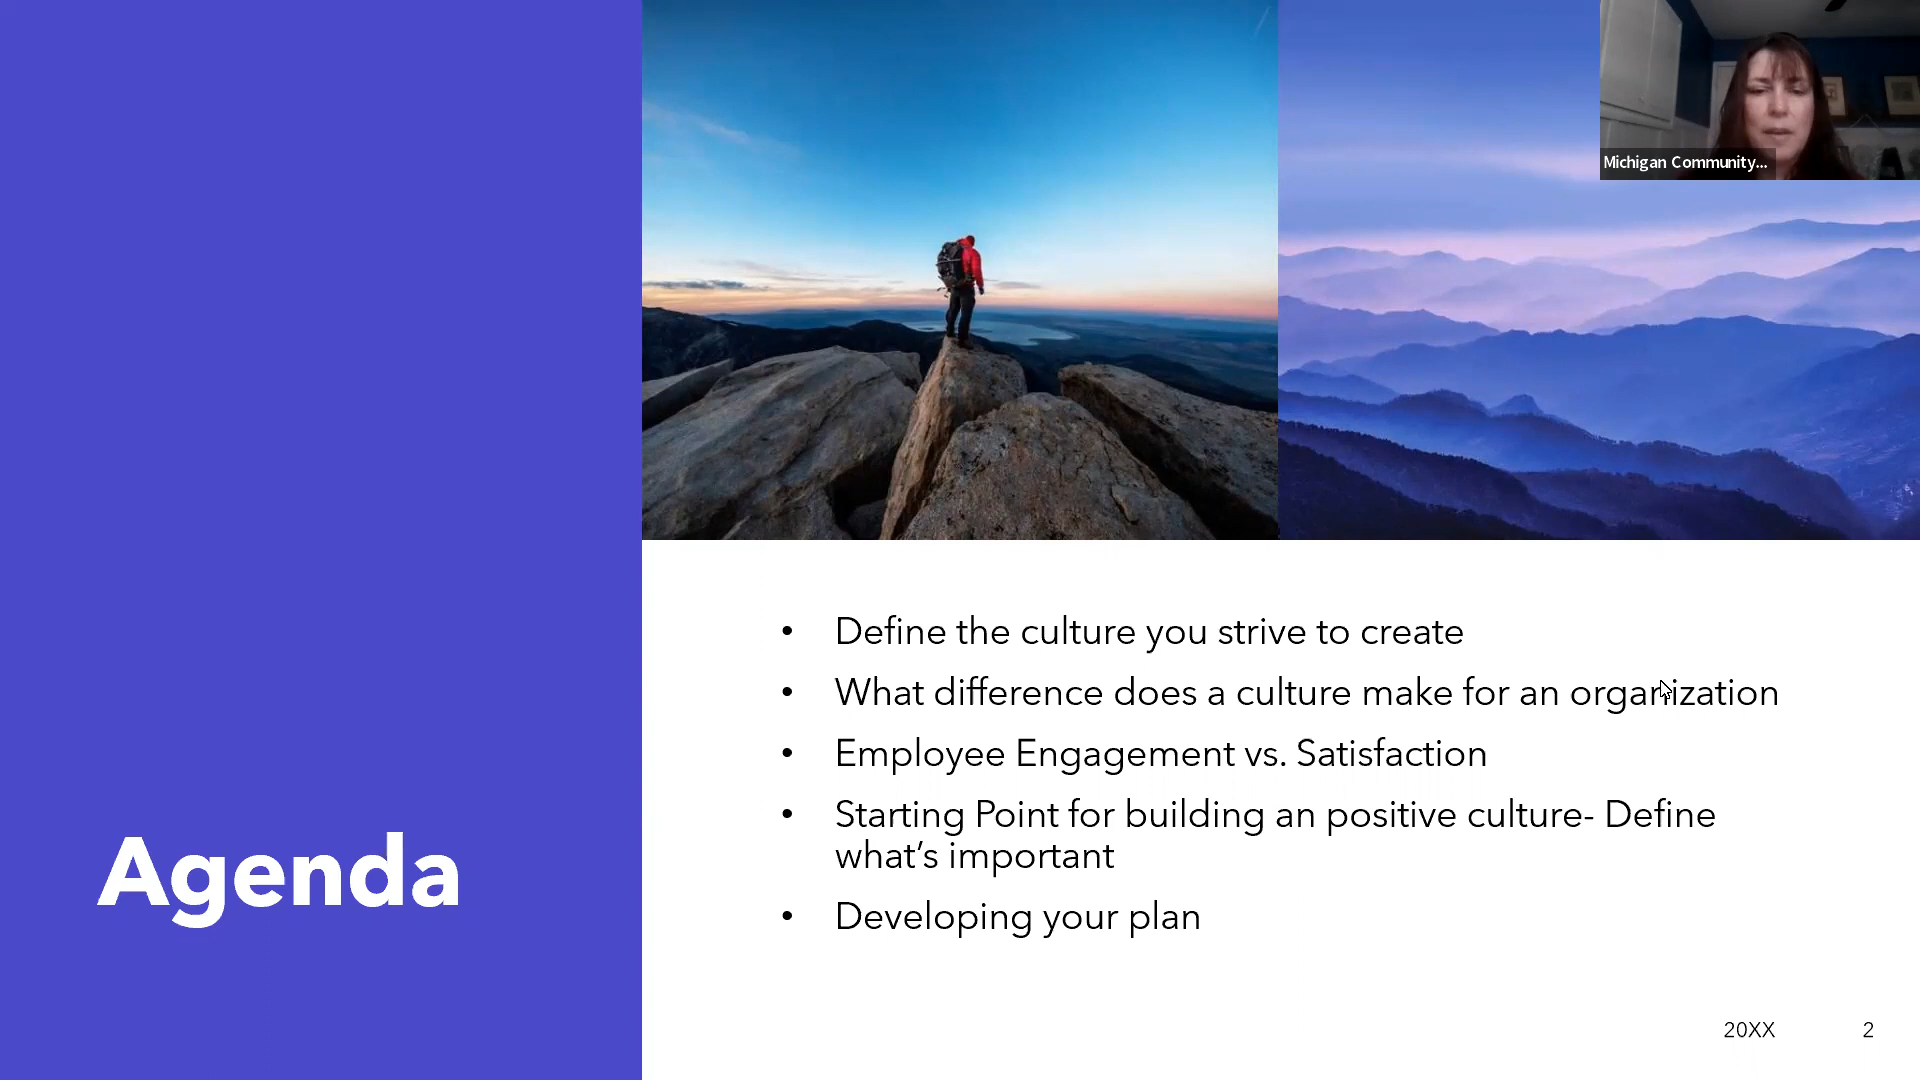 Michigan Community...
Agenda
• Define the culture you strive to create
• What difference does a culture make for an organization
• Employee Engagement vs. Satisfaction
• Starting Point for building an positive culture- Define
what’s important
• Developing your plan
20XX
2